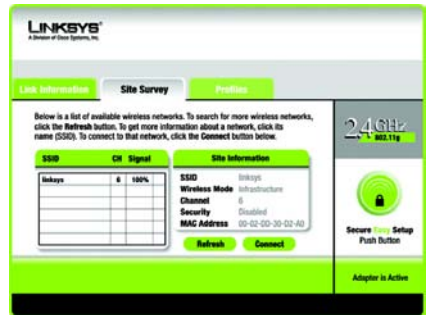 LINKSYS®
A Division of Cisco Systems, Inc.
Link Information
Site Survey
Profiles
Below is a list of available wireless networks. To search for more wireless networks,
click the Refresh button. To get more information about a network, click its
name (SSID). To connect to that network, click the Connect button below.
SSID CH Signal
linksys 6 100%
Site Information
SSID linksys
Wireless Mode Infrastructure
Channel 6
Security Disabled
MAC Address 00-02-DD-30-D2-A0
Refresh
Connect
2.4GHz
802.11g
Secure Easy Setup
Push Button
Adapter is Active